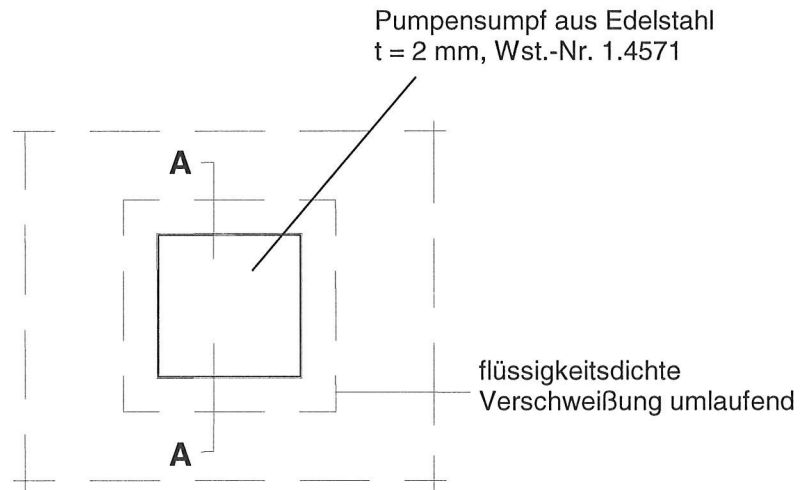 Pumpensumpf aus Edelstahl
t = 2 mm, Wst.-Nr. 1.4571
A
flüssigkeitsdichte
Verschweißung umlaufend
A